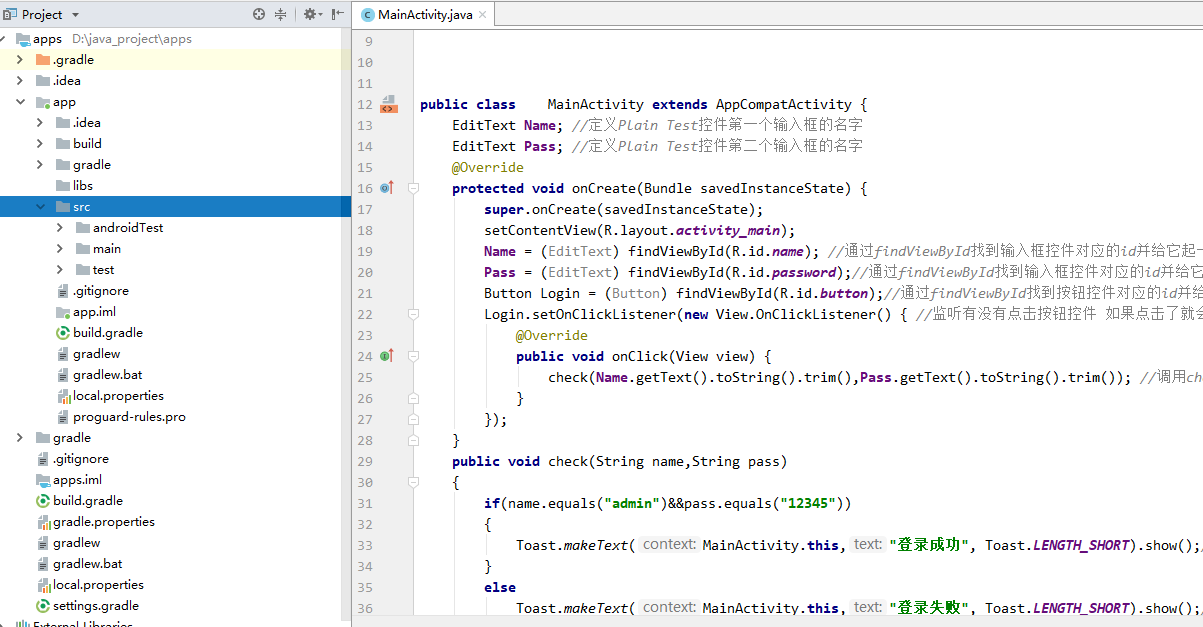 Project
MainActivity.java
apps D:\java_project\apps
.gradle
.idea
app
.idea
build
gradle
libs
src
androidTest
main
test
.gitignore
app.iml
build.gradle
gradlew
gradlew.bat
local.properties
proguard-rules.pro
gradle
.gitignore
apps.iml
build.gradle
gradle.properties
gradlew
gradlew.bat
local.properties
settings.gradle
External Libraries
9
10
11
12 public class MainActivity extends AppCompatActivity {
13 EditText Name; //定义Plain Test控件第一个输入框的名字
14 EditText Pass; //定义Plain Test控件第二个输入框的名字
15 @Override
16 protected void onCreate(Bundle savedInstanceState) {
17 super.onCreate(savedInstanceState);
18 setContentView(R.layout.activity_main);
19 Name = (EditText) findViewById(R.id.name); //通过findViewById找到输入框控件对应的id并给它起一
20 Pass = (EditText) findViewById(R.id.password);//通过findViewById找到输入框控件对应的id并给它
21 Button Login = (Button) findViewById(R.id.button);//通过findViewById找到按钮控件对应的id并给
22 Login.setOnClickListener(new View.OnClickListener() { //监听有没有点击按钮控件 如果点击了就会
23 @Override
24 public void onClick(View view) {
25 check(Name.getText().toString().trim(),Pass.getText().toString().trim()); //调用ch
26 }
27 });
28 }
29 public void check(String name,String pass)
30 {
31 if(name.equals("admin")&&pass.equals("12345"))
32 {
33 Toast.makeText( context: MainActivity.this, text: "登录成功", Toast.LENGTH_SHORT).show();
34 }
35 else
36 Toast.makeText( context: MainActivity.this, text: "登录失败", Toast.LENGTH_SHORT).show();